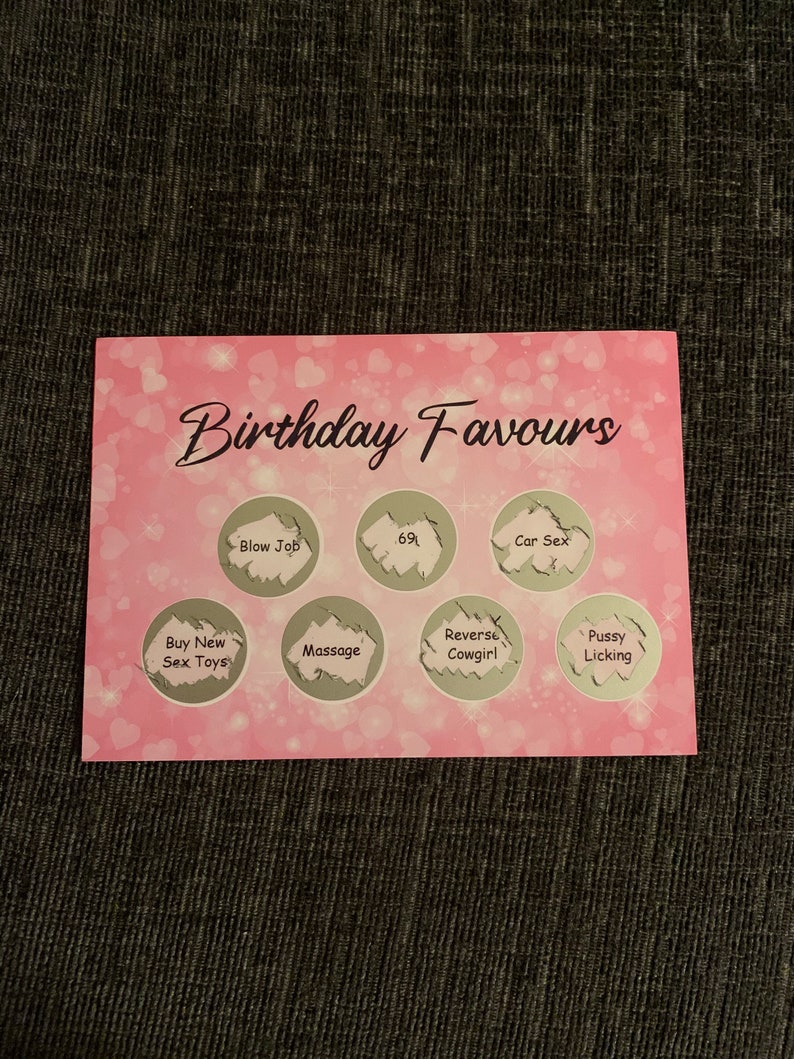 Birthday Favours
Blow Job
69
Car Sex
Buy New
Sex Toys
Massage
Reverse
Cowgirl
Pussy
Licking